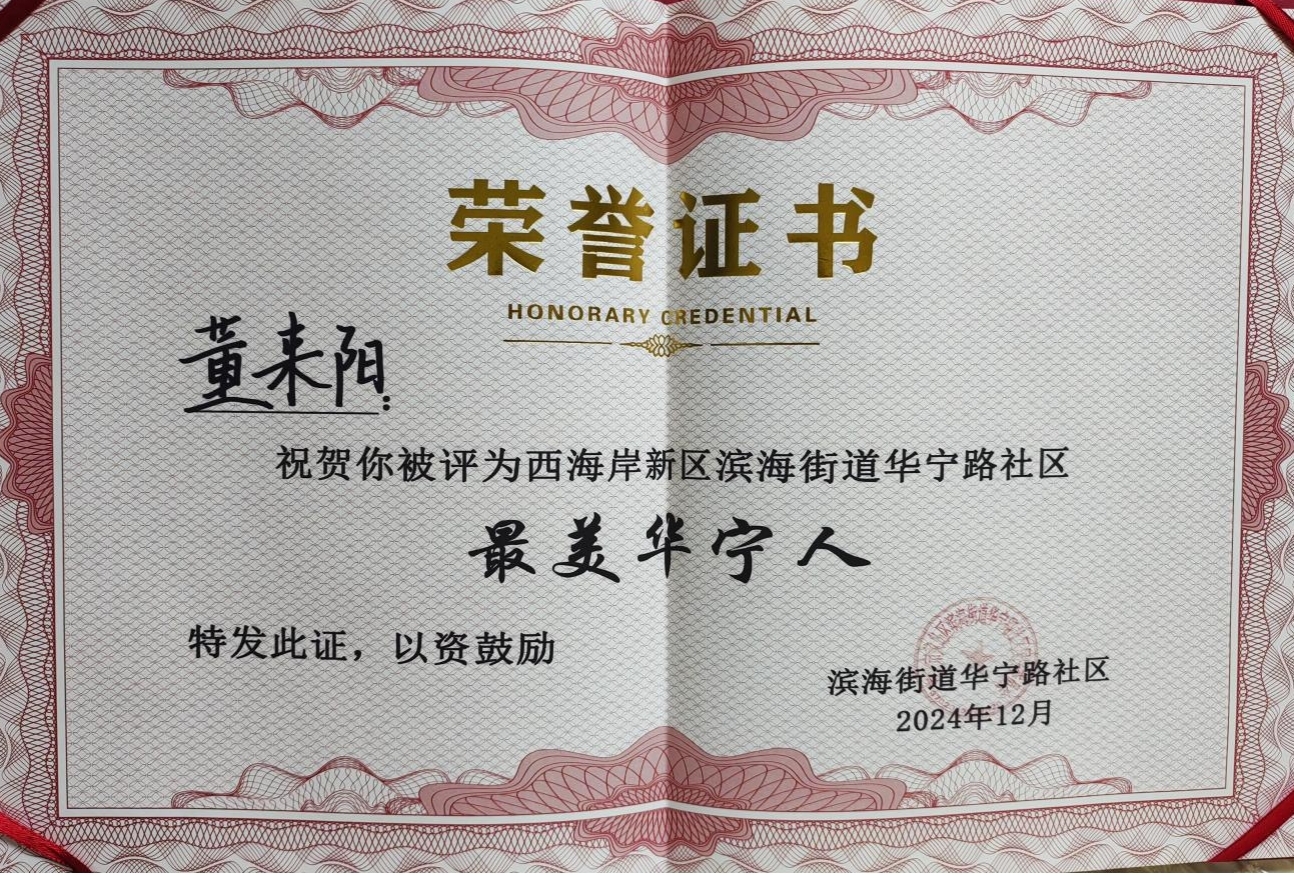 荣誉证书
HONORARY CREDENTIAL
董来阳：
祝贺你被评为西海岸新区滨海街道华宁路社区
最美华宁人
特发此证，以资鼓励
滨海街道华宁路社区
2024年12月